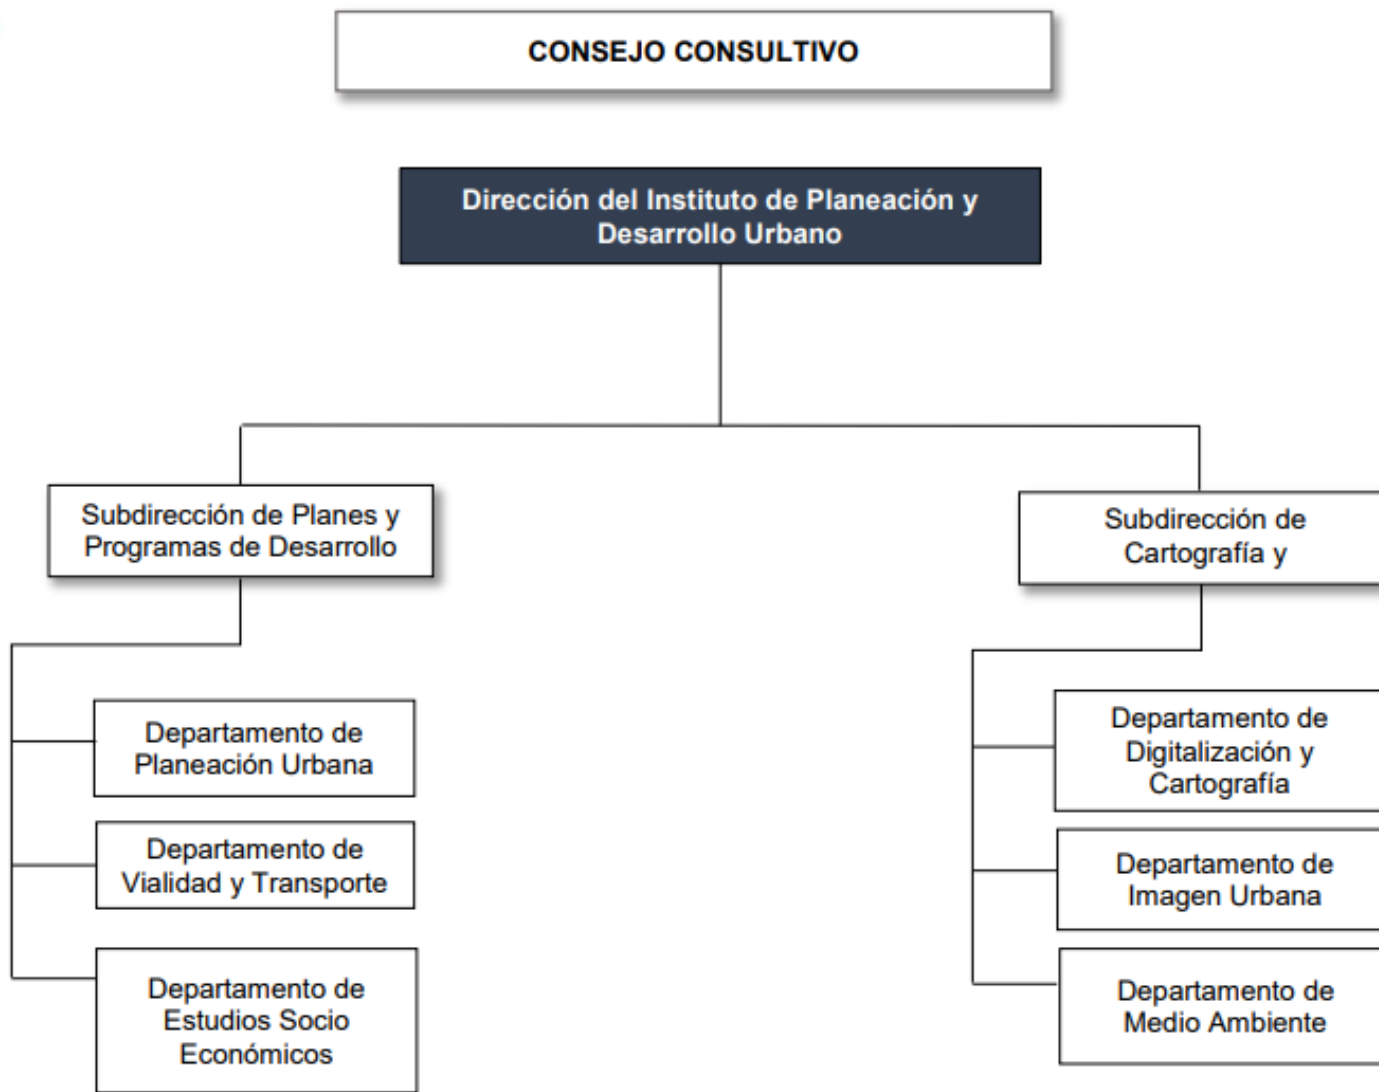 CONSEJO CONSULTIVO
Dirección del Instituto de Planeación y
Desarrollo Urbano
Subdirección de Planes y
Programas de Desarrollo
Subdirección de
Cartografía y
Departamento de
Planeación Urbana
Departamento de
Vialidad y Transporte
Departamento de
Estudios Socio
Económicos
Departamento de
Digitalización y
Cartografía
Departamento de
Imagen Urbana
Departamento de
Medio Ambiente